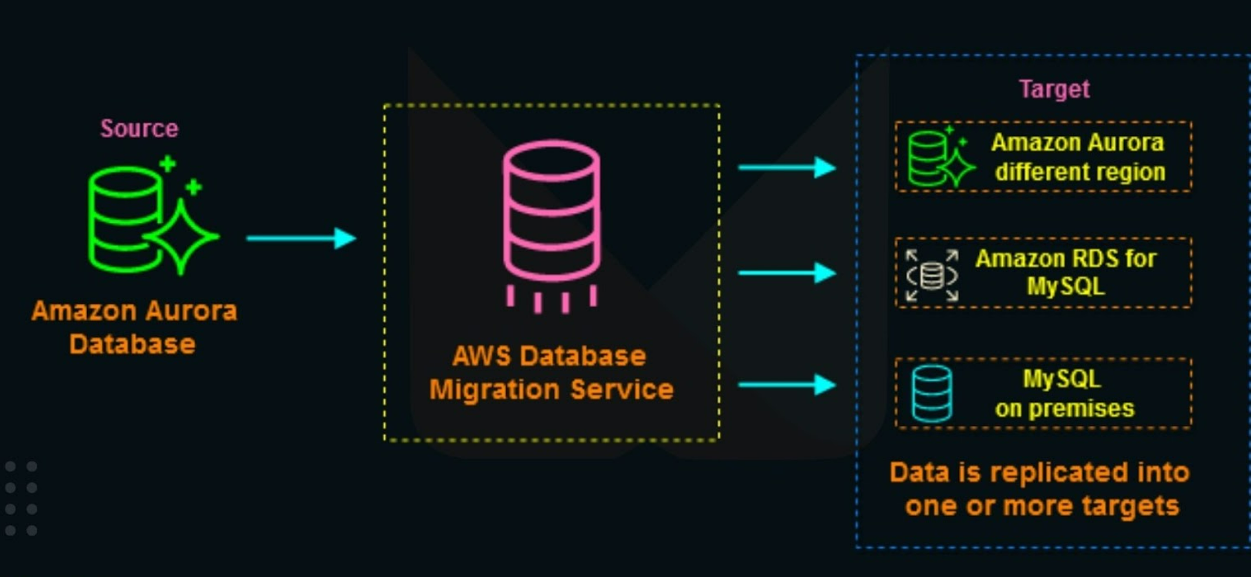 Source
Amazon Aurora
Database
AWS Database
Migration Service
Target
Amazon Aurora
different region
Amazon RDS for
MySQL
MySQL
on premises
Data is replicated into
one or more targets